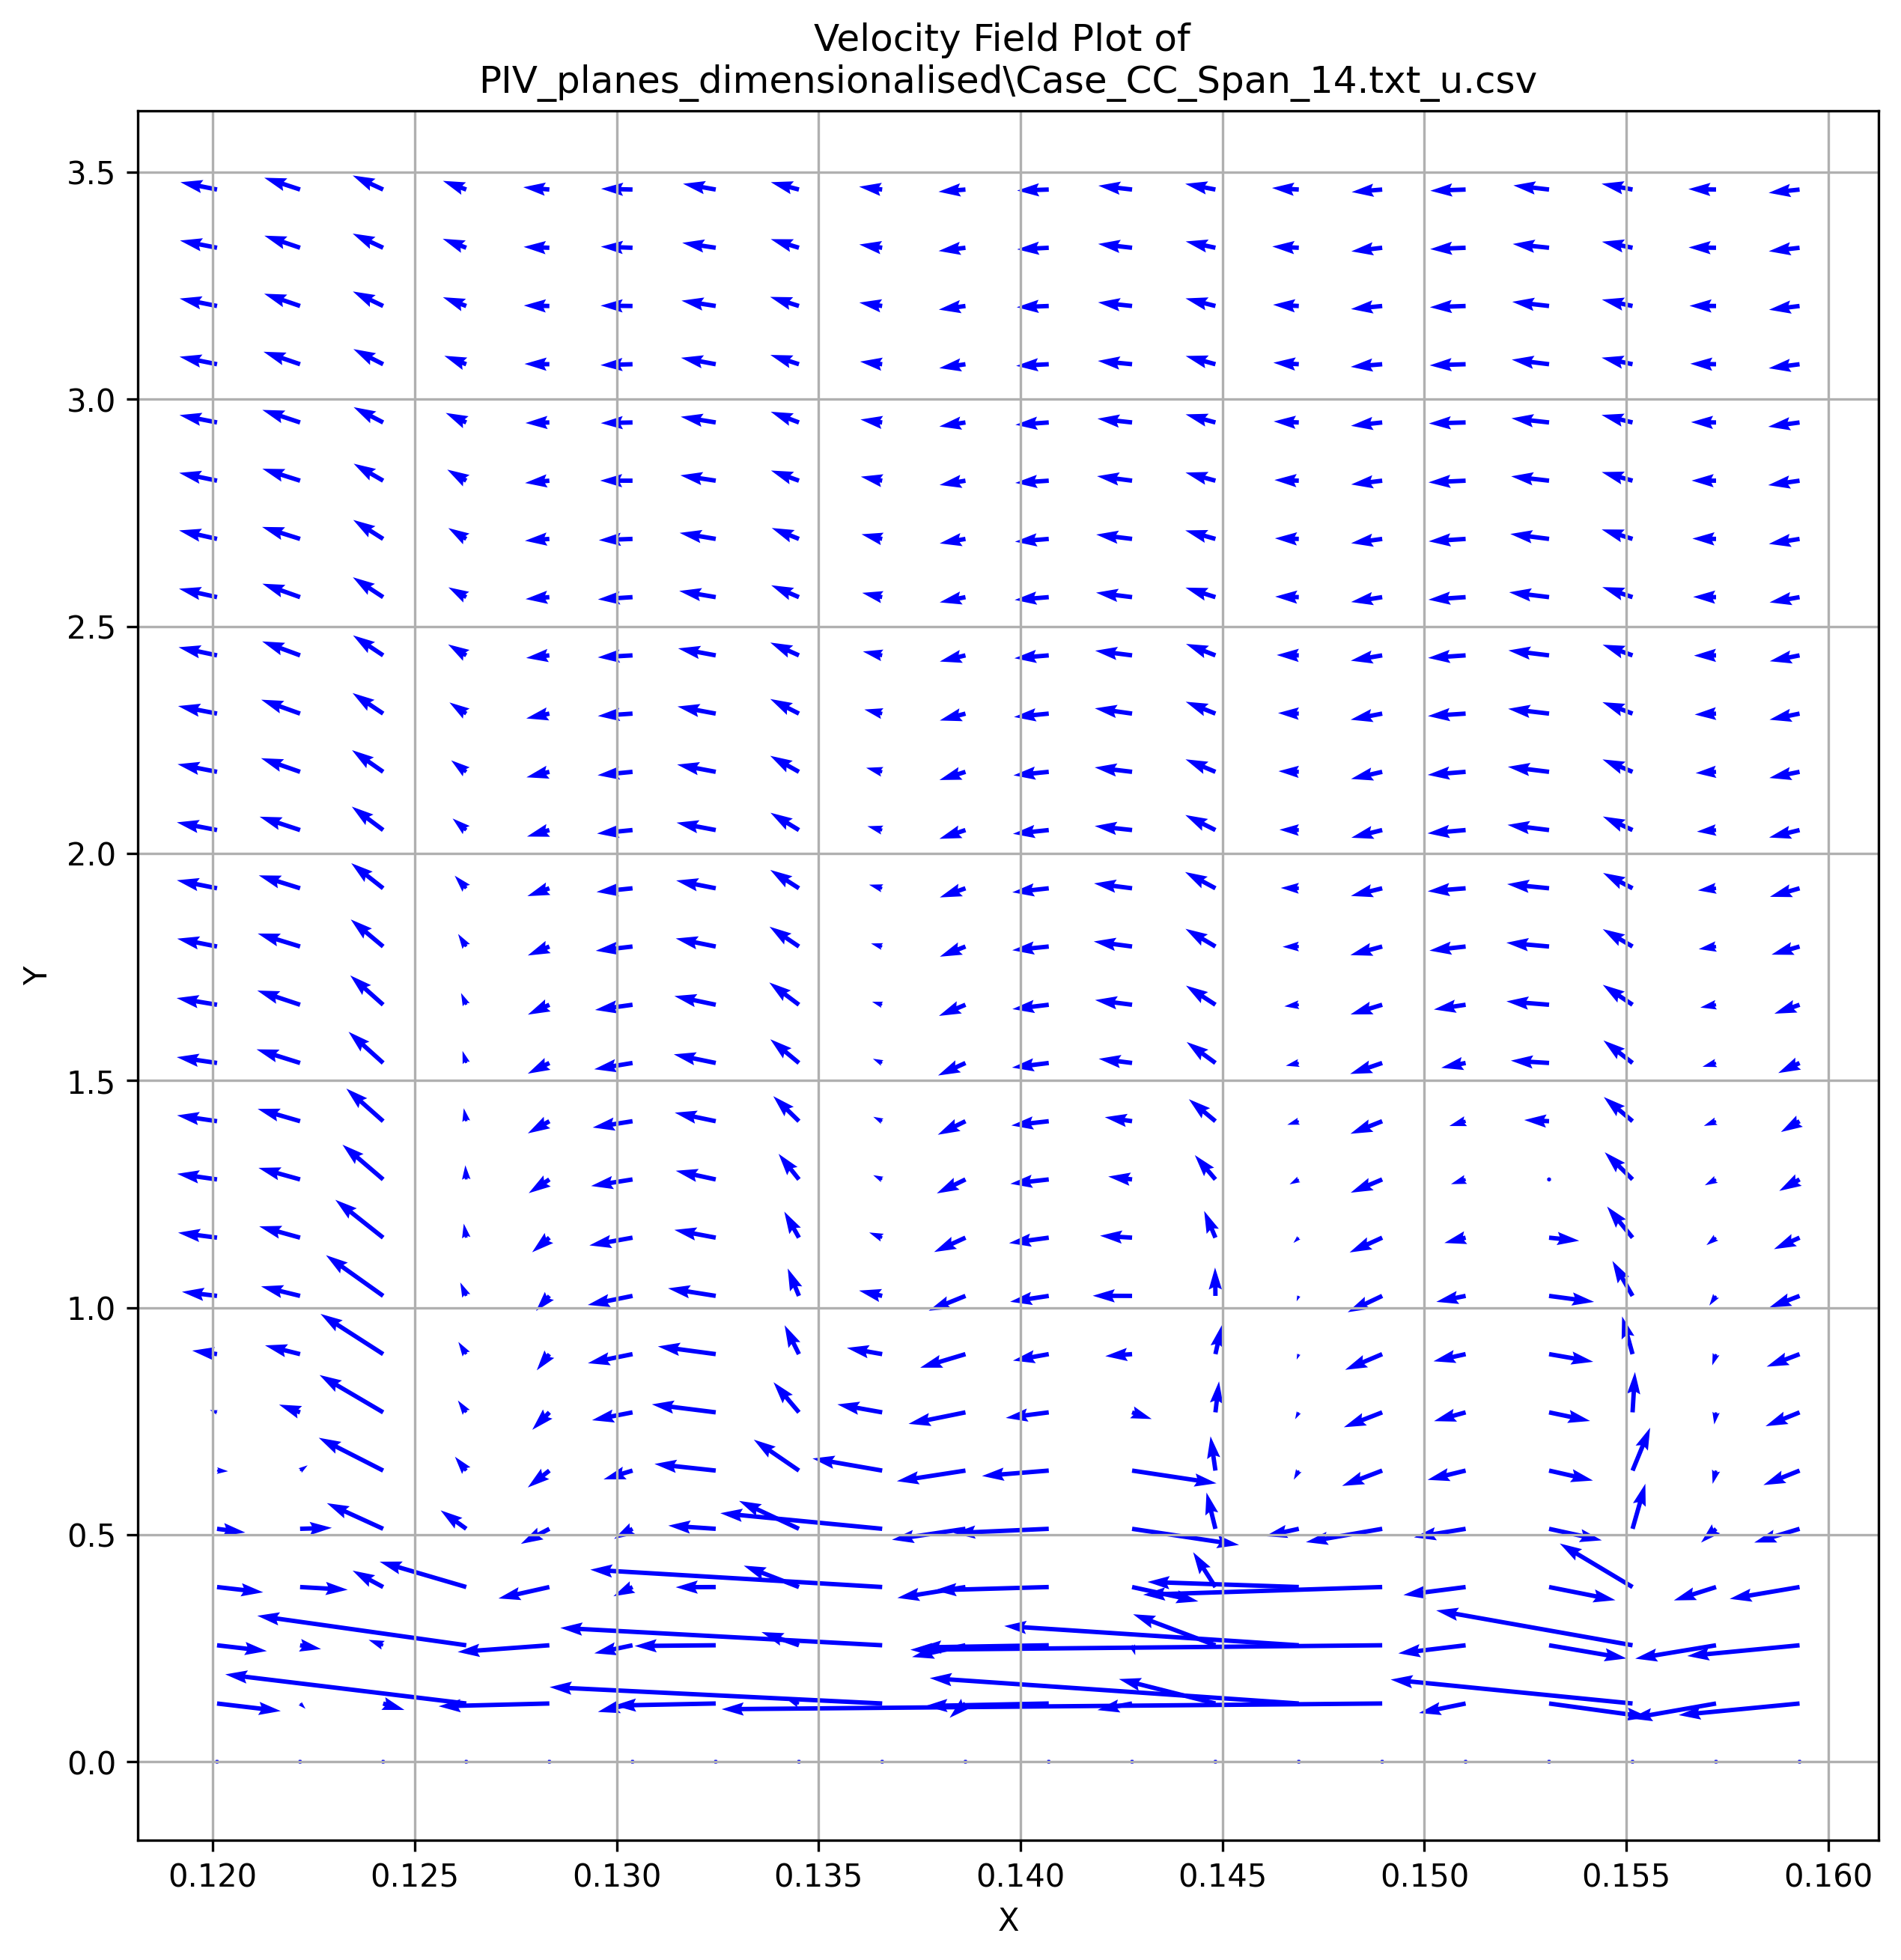 Velocity Field Plot of
PIV_planes_dimensionalised\Case_CC_Span_14.txt_u.csv
3.5
3.0
2.5
2.0
1.5
1.0
0.5
0.0
Y
0.120 0.125 0.130 0.135 0.140 0.145 0.150 0.155 0.160
X